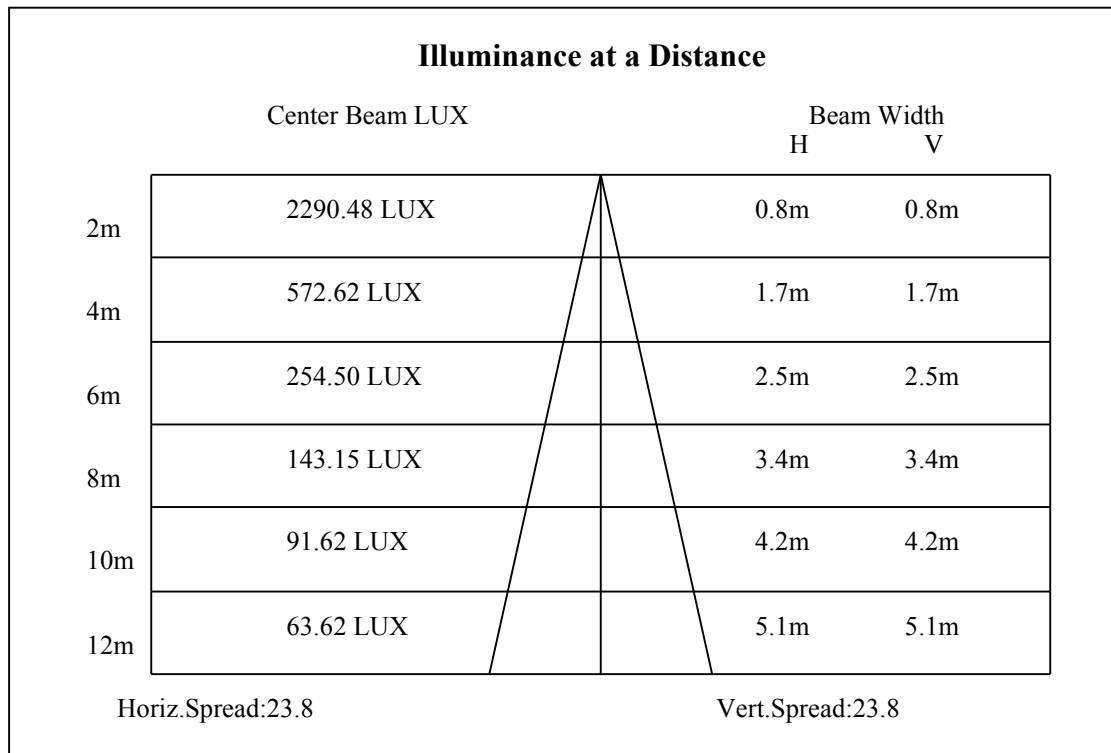 Illuminance at a Distance
Center Beam LUX Beam Width
H V
2m 2290.48 LUX 0.8m 0.8m
4m 572.62 LUX 1.7m 1.7m
6m 254.50 LUX 2.5m 2.5m
8m 143.15 LUX 3.4m 3.4m
10m 91.62 LUX 4.2m 4.2m
12m 63.62 LUX 5.1m 5.1m
Horiz.Spread:23.8 Vert.Spread:23.8